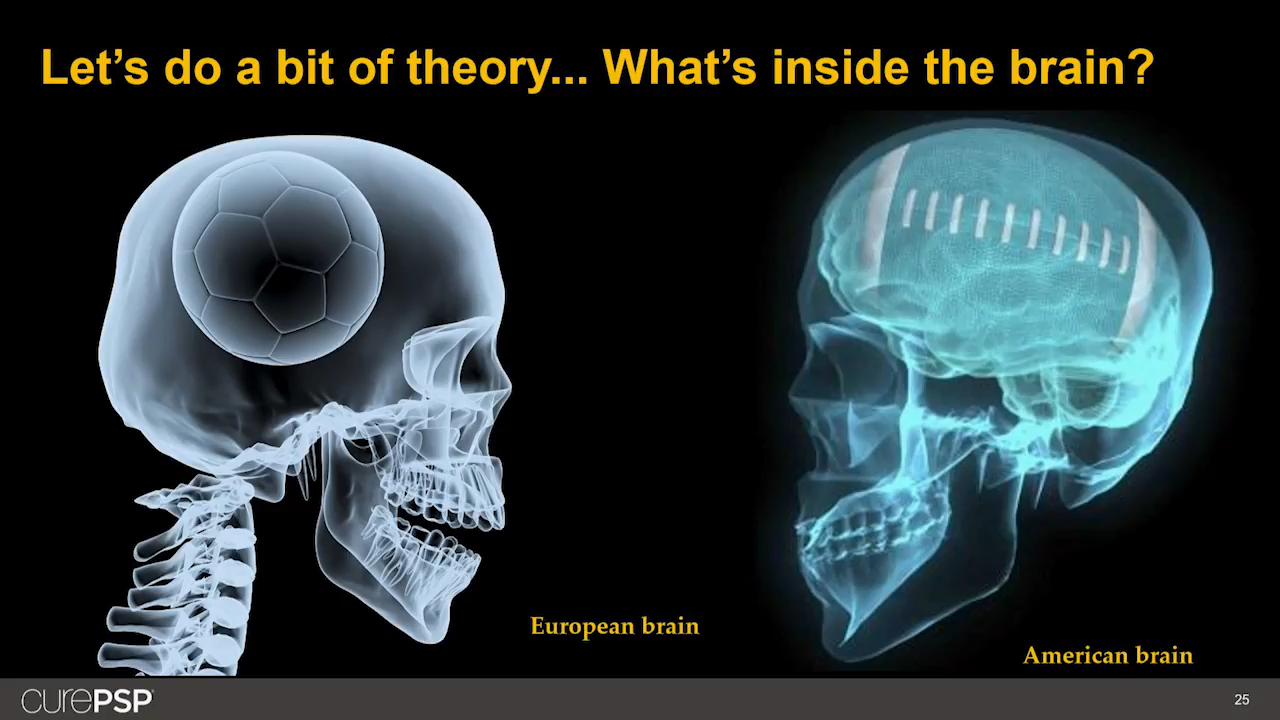 Let's do a bit of theory... What's inside the brain?
European brain
American brain
curePSP
25